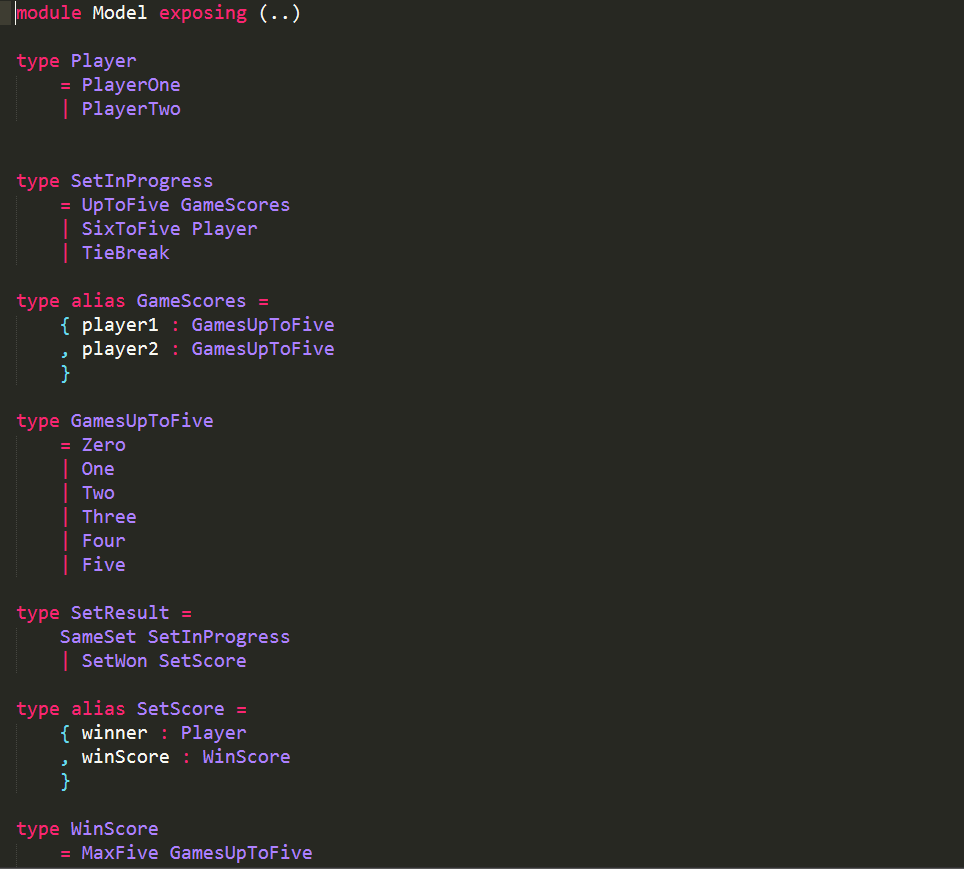 module Model exposing (..)
type Player
= PlayerOne
| PlayerTwo
type SetInProgress
= UpToFive GameScores
| SixToFive Player
| TieBreak
type alias GameScores =
{ player1 : GamesUpToFive
, player2 : GamesUpToFive
}
type GamesUpToFive
= Zero
| One
| Two
| Three
| Four
| Five
type SetResult =
SameSet SetInProgress
| SetWon SetScore
type alias SetScore =
{ winner : Player
, winScore : WinScore
}
type WinScore
= MaxFive GamesUpToFive